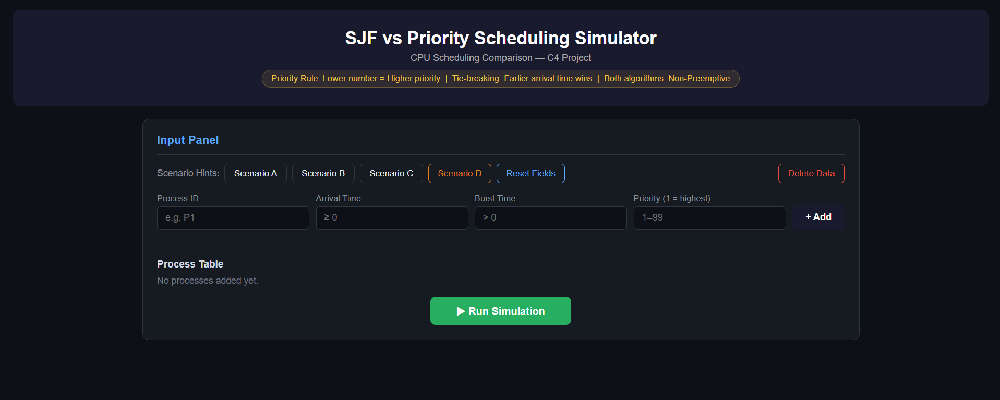 SJF vs Priority Scheduling Simulator
CPU Scheduling Comparison — C4 Project
Priority Rule: Lower number = Higher priority | Tie-breaking: Earlier arrival time wins | Both algorithms: Non-Preemptive
Input Panel
Scenario Hints: Scenario A Scenario B Scenario C Scenario D Reset Fields Delete Data
Process ID Arrival Time Burst Time Priority (1 = highest)
e.g. P1 ≥ 0 > 0 1–99 + Add
Process Table
No processes added yet.
▶ Run Simulation